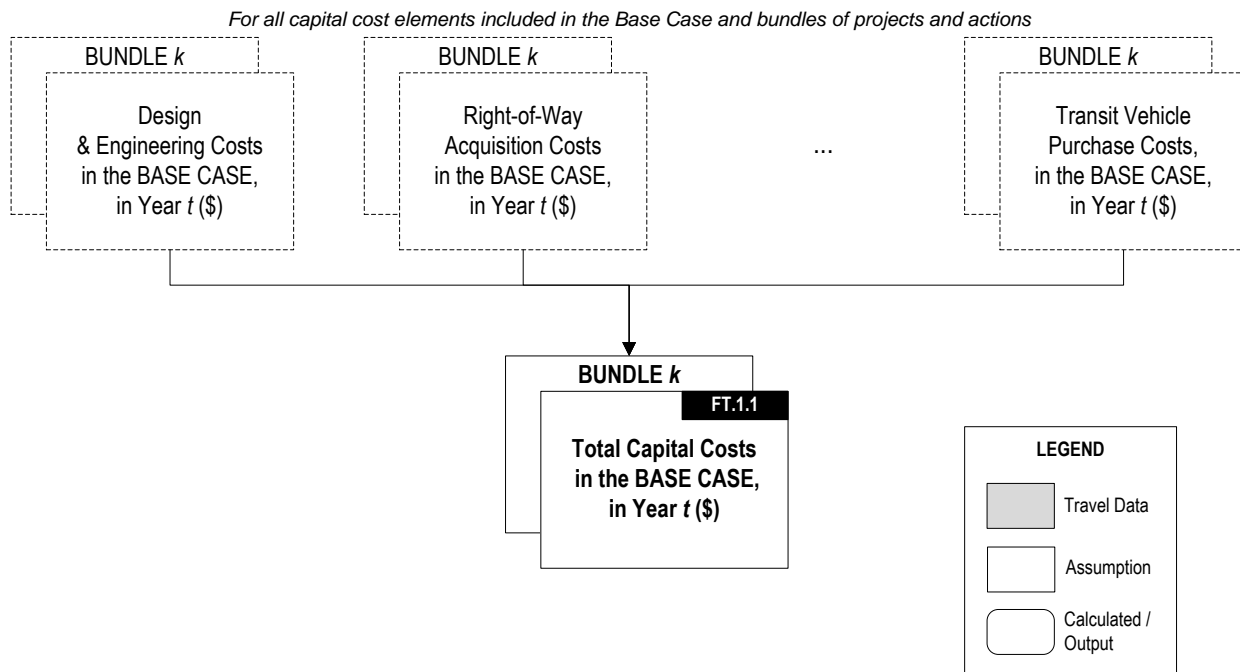 For all capital cost elements included in the Base Case and bundles of projects and actions
BUNDLE k
Design
& Engineering Costs
in the BASE CASE,
in Year t ($)
BUNDLE k
Right-of-Way
Acquisition Costs
in the BASE CASE,
in Year t ($)
...
BUNDLE k
Transit Vehicle
Purchase Costs,
in the BASE CASE,
in Year t ($)
BUNDLE k
FT.1.1
Total Capital Costs
in the BASE CASE,
in Year t ($)
LEGEND
Travel Data
Assumption
Calculated /
Output